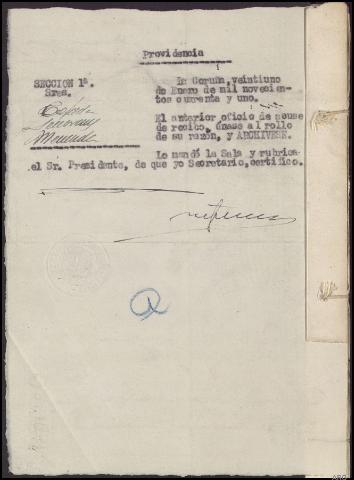 Providencia
SECCION 1ª.
Sres.
La Coruña, veintiuno
de Enero de mil novecien-
tos cuarenta y uno.
El anterior oficio de acuse
de recibo, únase al rollo
de su razón, y ARCHIVESE.
Lo mandó la Sala y rubrica
el Sr. Presidente, de que yo Secretario, certifico.